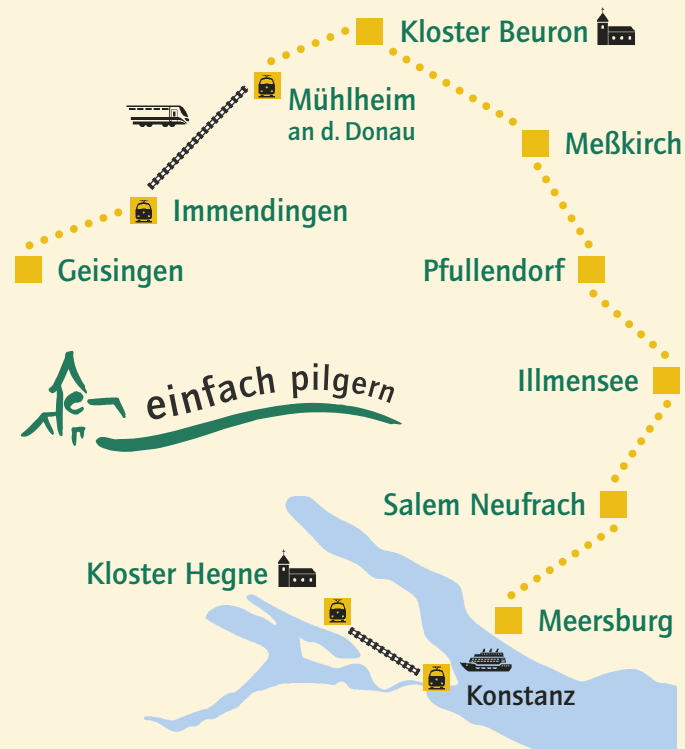 Kloster Beuron
Mühlheim
an d. Donau
Meßkirch
Immendingen
Geisingen
Pfullendorf
einfach pilgern
Illmensee
Salem Neufrach
Kloster Hegne
Meersburg
Konstanz